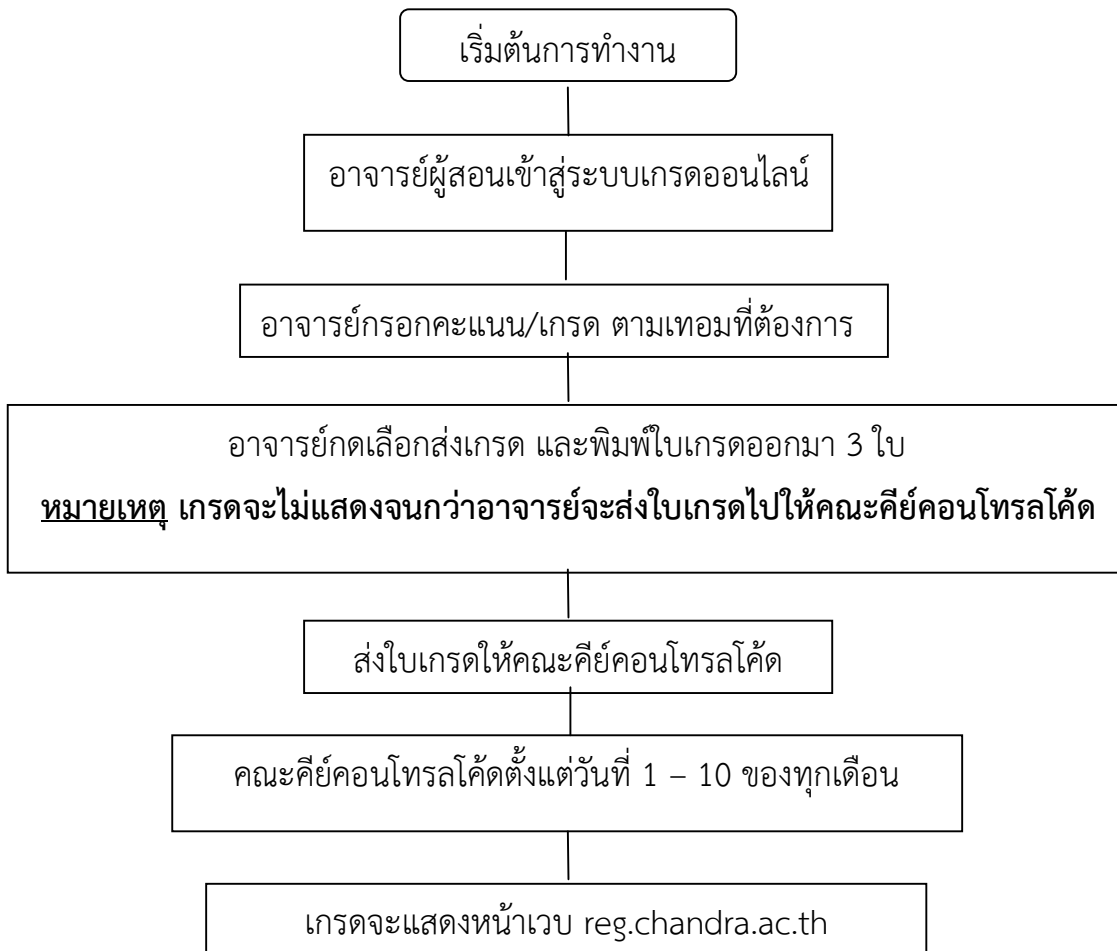 เริ่มต้นการทำงาน
อาจารย์ผู้สอนเข้าสู่ระบบเกรดออนไลน์
อาจารย์กรอกคะแนน/เกรด ตามเทอมที่ต้องการ
อาจารย์กดเลือกส่งเกรด และพิมพ์ใบเกรดออกมา 3 ใบ
หมายเหตุ เกรดจะไม่แสดงจนกว่าอาจารย์จะส่งใบเกรดไปให้คณะคีย์คอนโทรลโค้ด
ส่งใบเกรดให้คณะคีย์คอนโทรลโค้ด
คณะคีย์คอนโทรลโค้ดตั้งแต่วันที่ 1 – 10 ของทุกเดือน
เกรดจะแสดงหน้าเวบ reg.chandra.ac.th